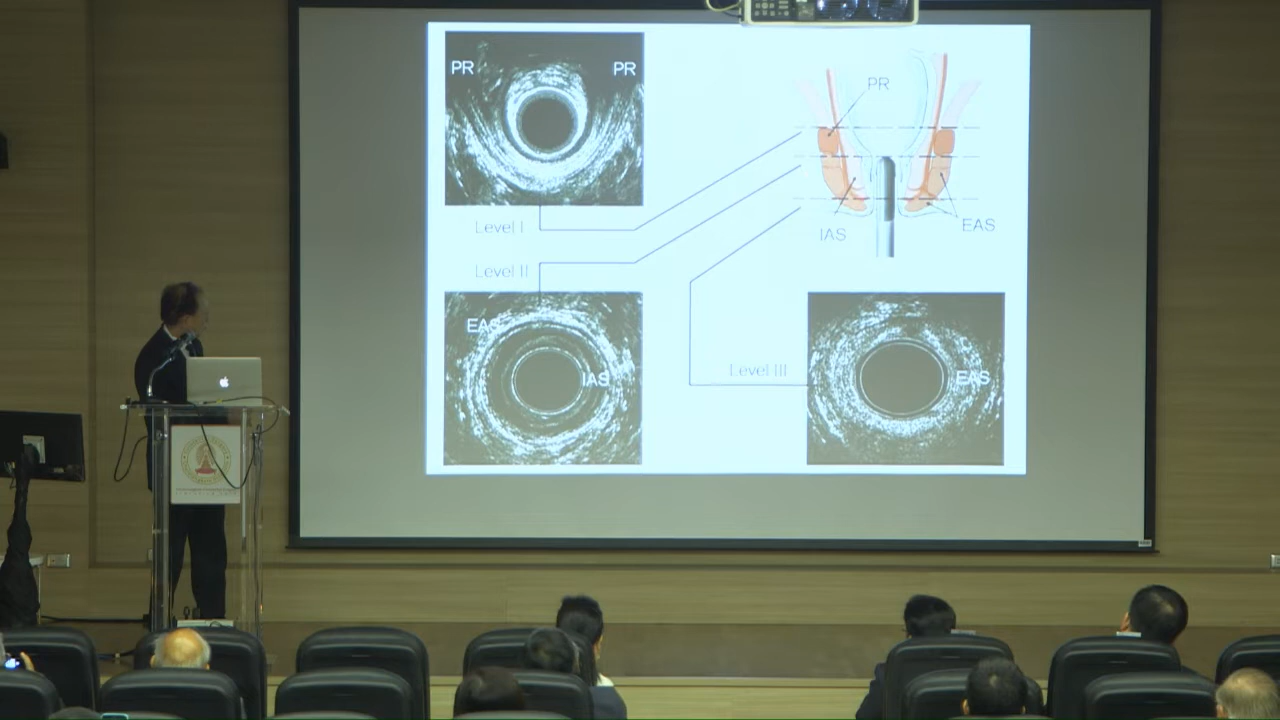 PR PR
PR
Level I
IAS
EAS
Level II
EAS
IAS
Level III
EAS